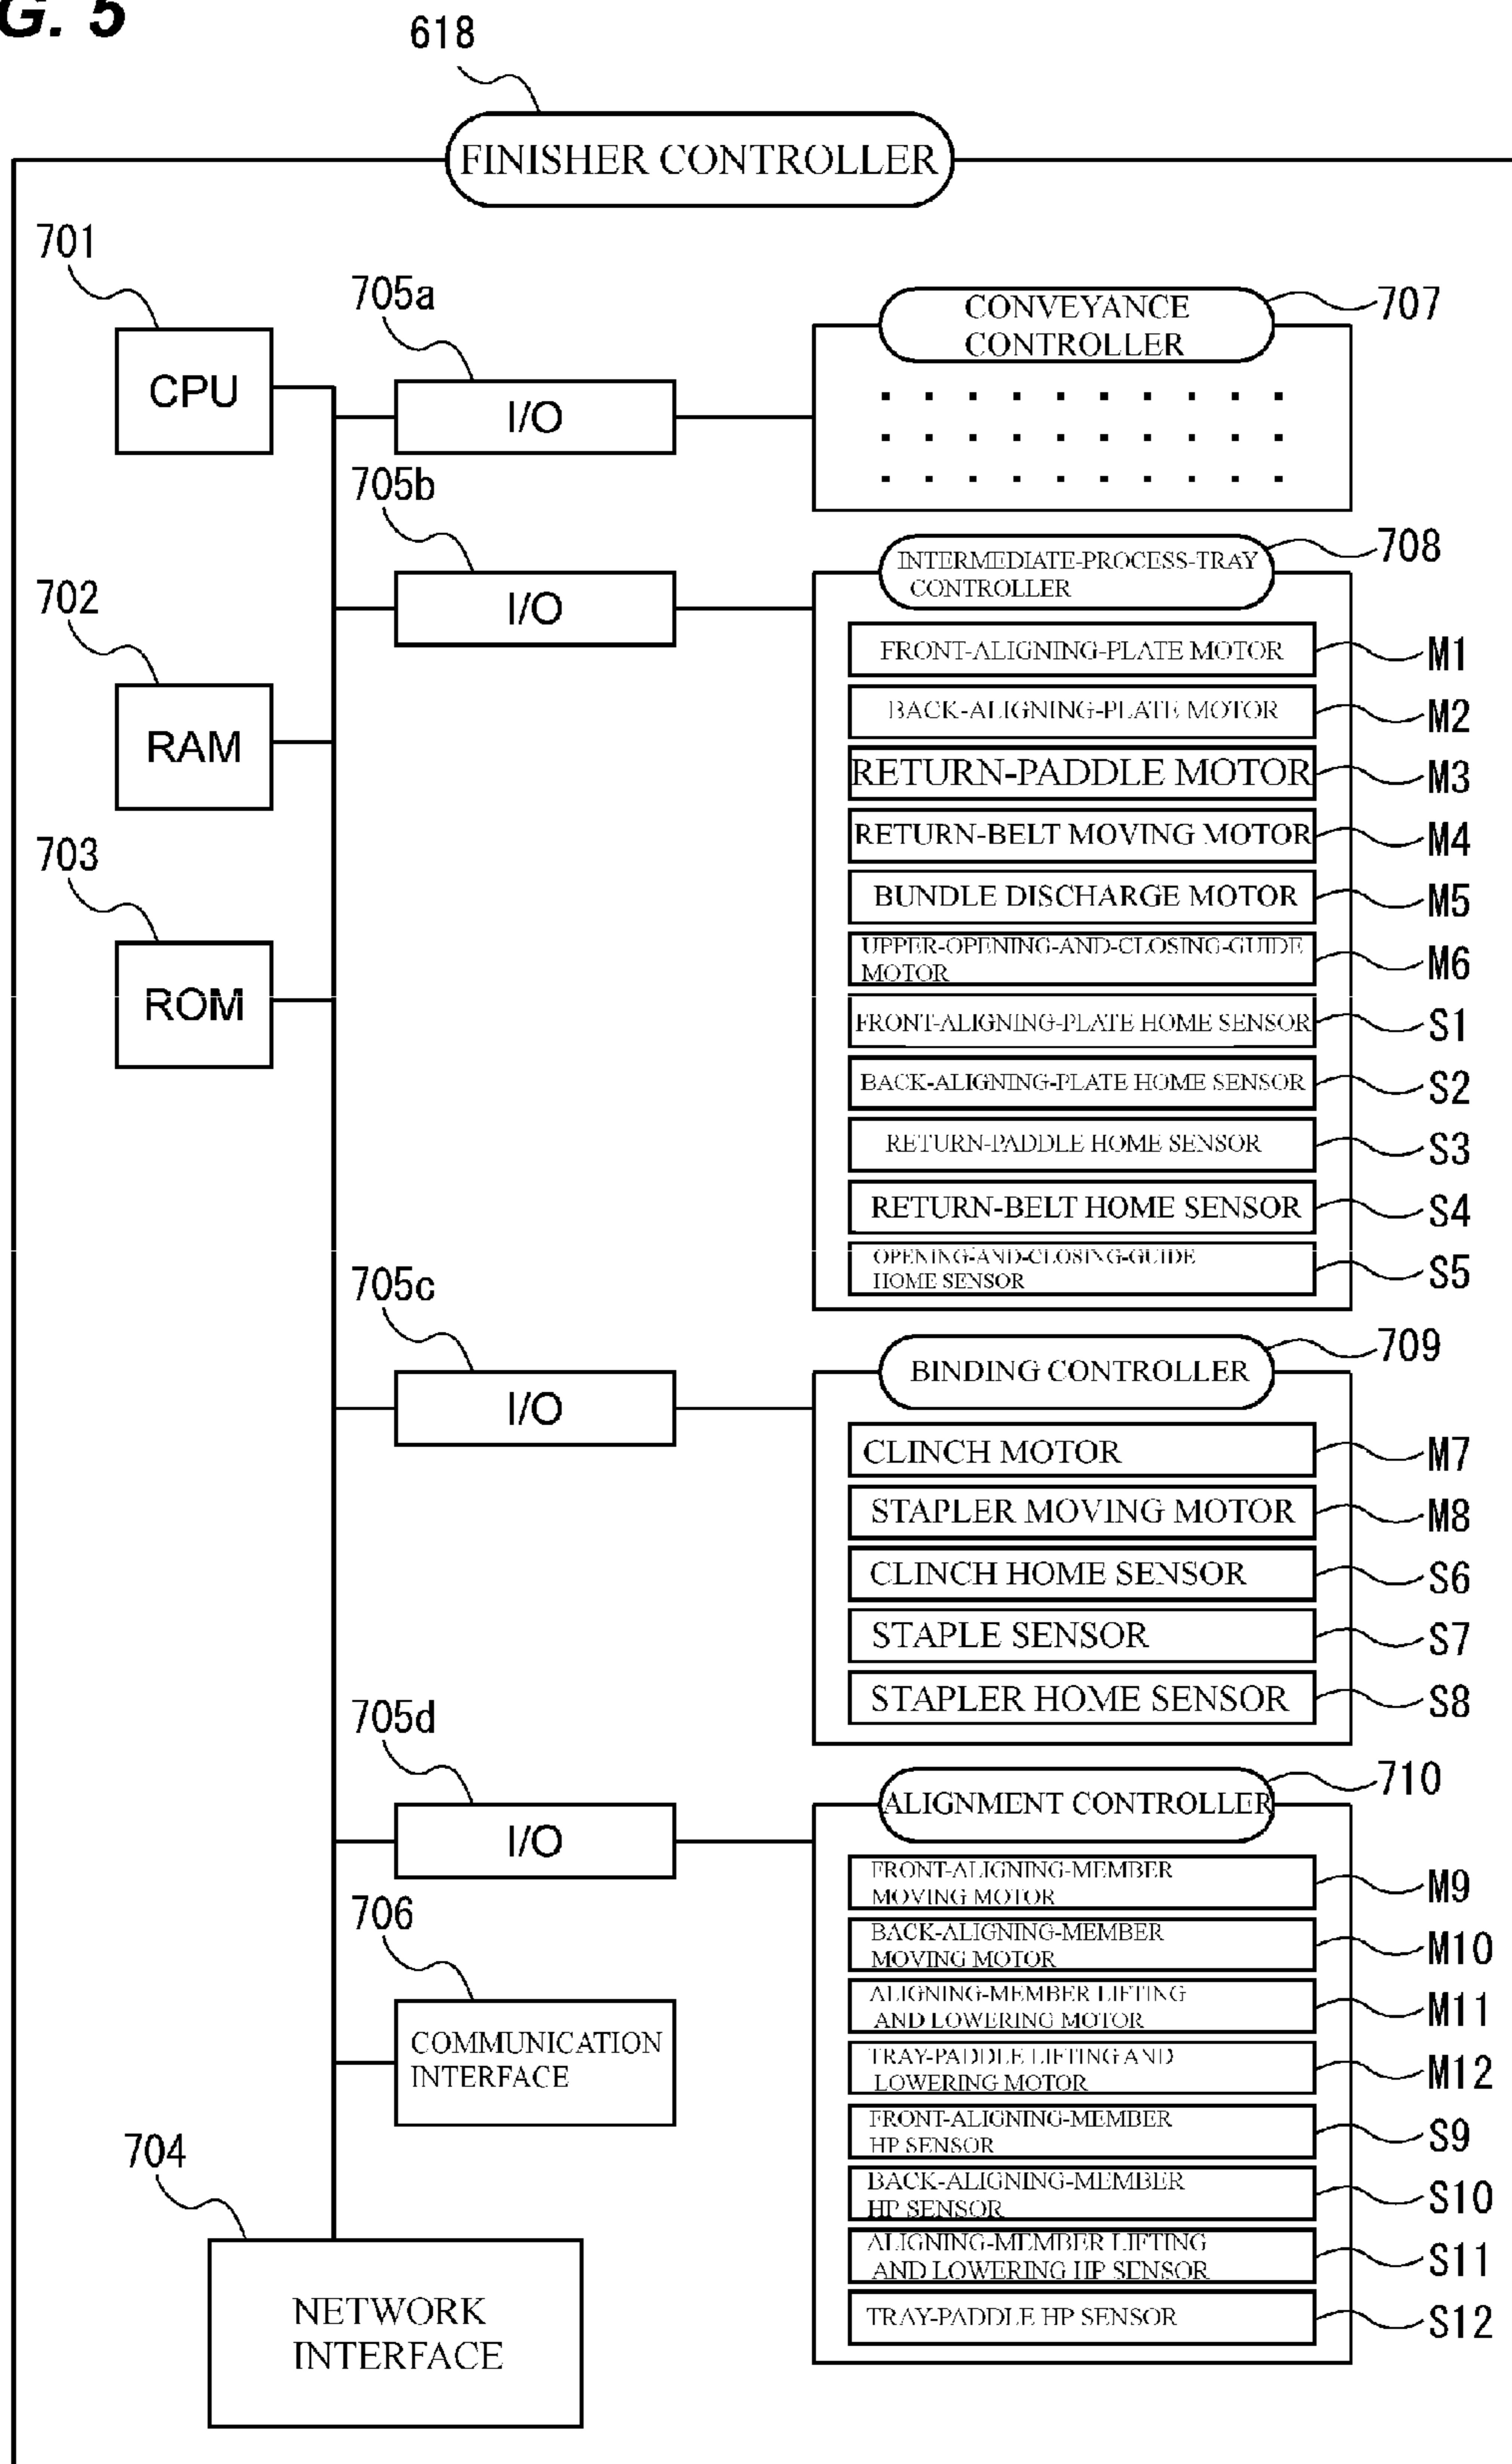 G. 5
618
FINISHER CONTROLLER
701
CPU
705a
I/O
CONVEYANCE
CONTROLLER
707
705b
I/O
INTERMEDIATE-PROCESS-TRAY
CONTROLLER
708
702
RAM
FRONT-ALIGNING-PLATE MOTOR
M1
BACK-ALIGNING-PLATE MOTOR
M2
RETURN-PADDLE MOTOR
M3
RETURN-BELT MOVING MOTOR
M4
703
ROM
BUNDLE DISCHARGE MOTOR
M5
UPPER-OPENING-AND-CLOSING-GUIDE
MOTOR
M6
FRONT-ALIGNING-PLATE HOME SENSOR
S1
BACK-ALIGNING-PLATE HOME SENSOR
S2
RETURN-PADDLE HOME SENSOR
S3
RETURN-BELT HOME SENSOR
S4
OPENING-AND-CLOSING-GUIDE
HOME SENSOR
S5
705c
I/O
BINDING CONTROLLER
709
CLINCH MOTOR
M7
STAPLER MOVING MOTOR
M8
CLINCH HOME SENSOR
S6
STAPLE SENSOR
S7
STAPLER HOME SENSOR
S8
705d
I/O
ALIGNMENT CONTROLLER
710
FRONT-ALIGNING-MEMBER
MOVING MOTOR
M9
BACK-ALIGNING-MEMBER
MOVING MOTOR
M10
ALIGNING-MEMBER LIFTING
AND LOWERING MOTOR
M11
TRAY-PADDLE LIFTING AND
LOWERING MOTOR
M12
FRONT-ALIGNING-MEMBER
HP SENSOR
S9
BACK-ALIGNING-MEMBER
HP SENSOR
S10
ALIGNING-MEMBER LIFTING
AND LOWERING HP SENSOR
S11
TRAY-PADDLE HP SENSOR
S12
706
COMMUNICATION
INTERFACE
704
NETWORK
INTERFACE